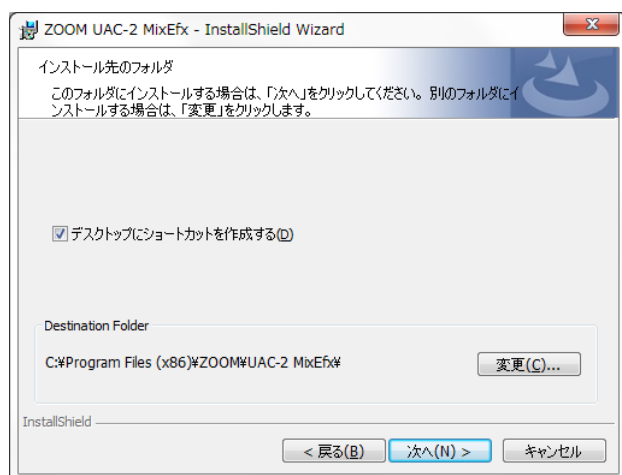 ZOOM UAC-2 MixEfx - InstallShield Wizard
インストール先のフォルダ
このフォルダにインストールする場合は、「次へ」をクリックしてください。別のフォルダにイ
ンストールする場合は、「変更」をクリックします。
デスクトップにショートカットを作成する(D)
Destination Folder
C:¥Program Files (x86)¥ZOOM¥UAC-2 MixEfx¥
変更(C)...
InstallShield
< 戻る(B)
次へ(N) >
キャンセル